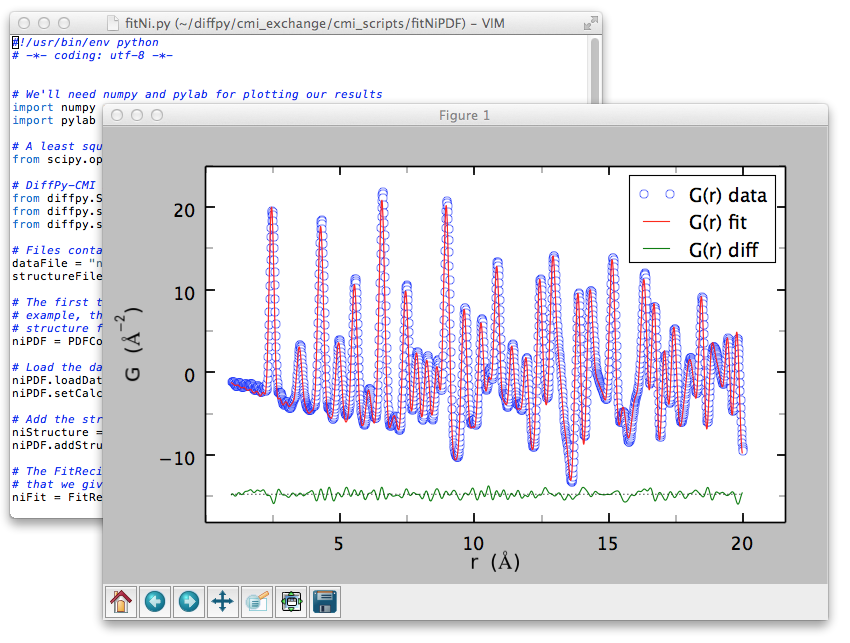 fitNi.py (~/diffpy/cmi_exchange/cmi_scripts/fitNiPDF) – VIM
#!/usr/bin/env python
# -*- coding: utf-8 -*-
# We'll need numpy and pylab for plotting our results
import numpy
import pylab
# A least squ
from scipy.op
# DiffPy-CMI
from diffpy.S
from diffpy.s
from diffpy.s
# Files conta
dataFile = "n
structureFile
# The first t
# example, th
# structure f
niPDF = PDFCo
# Load the da
niPDF.loadDat
niPDF.setCalc
# Add the str
niStructure =
niPDF.addStru
# The FitReci
# that we giv
niFit = FitRe
Figure 1
G(r) data
G(r) fit
G(r) diff
20
10
0
−10
G (Å⁻²)
5 10 15 20
r (Å)